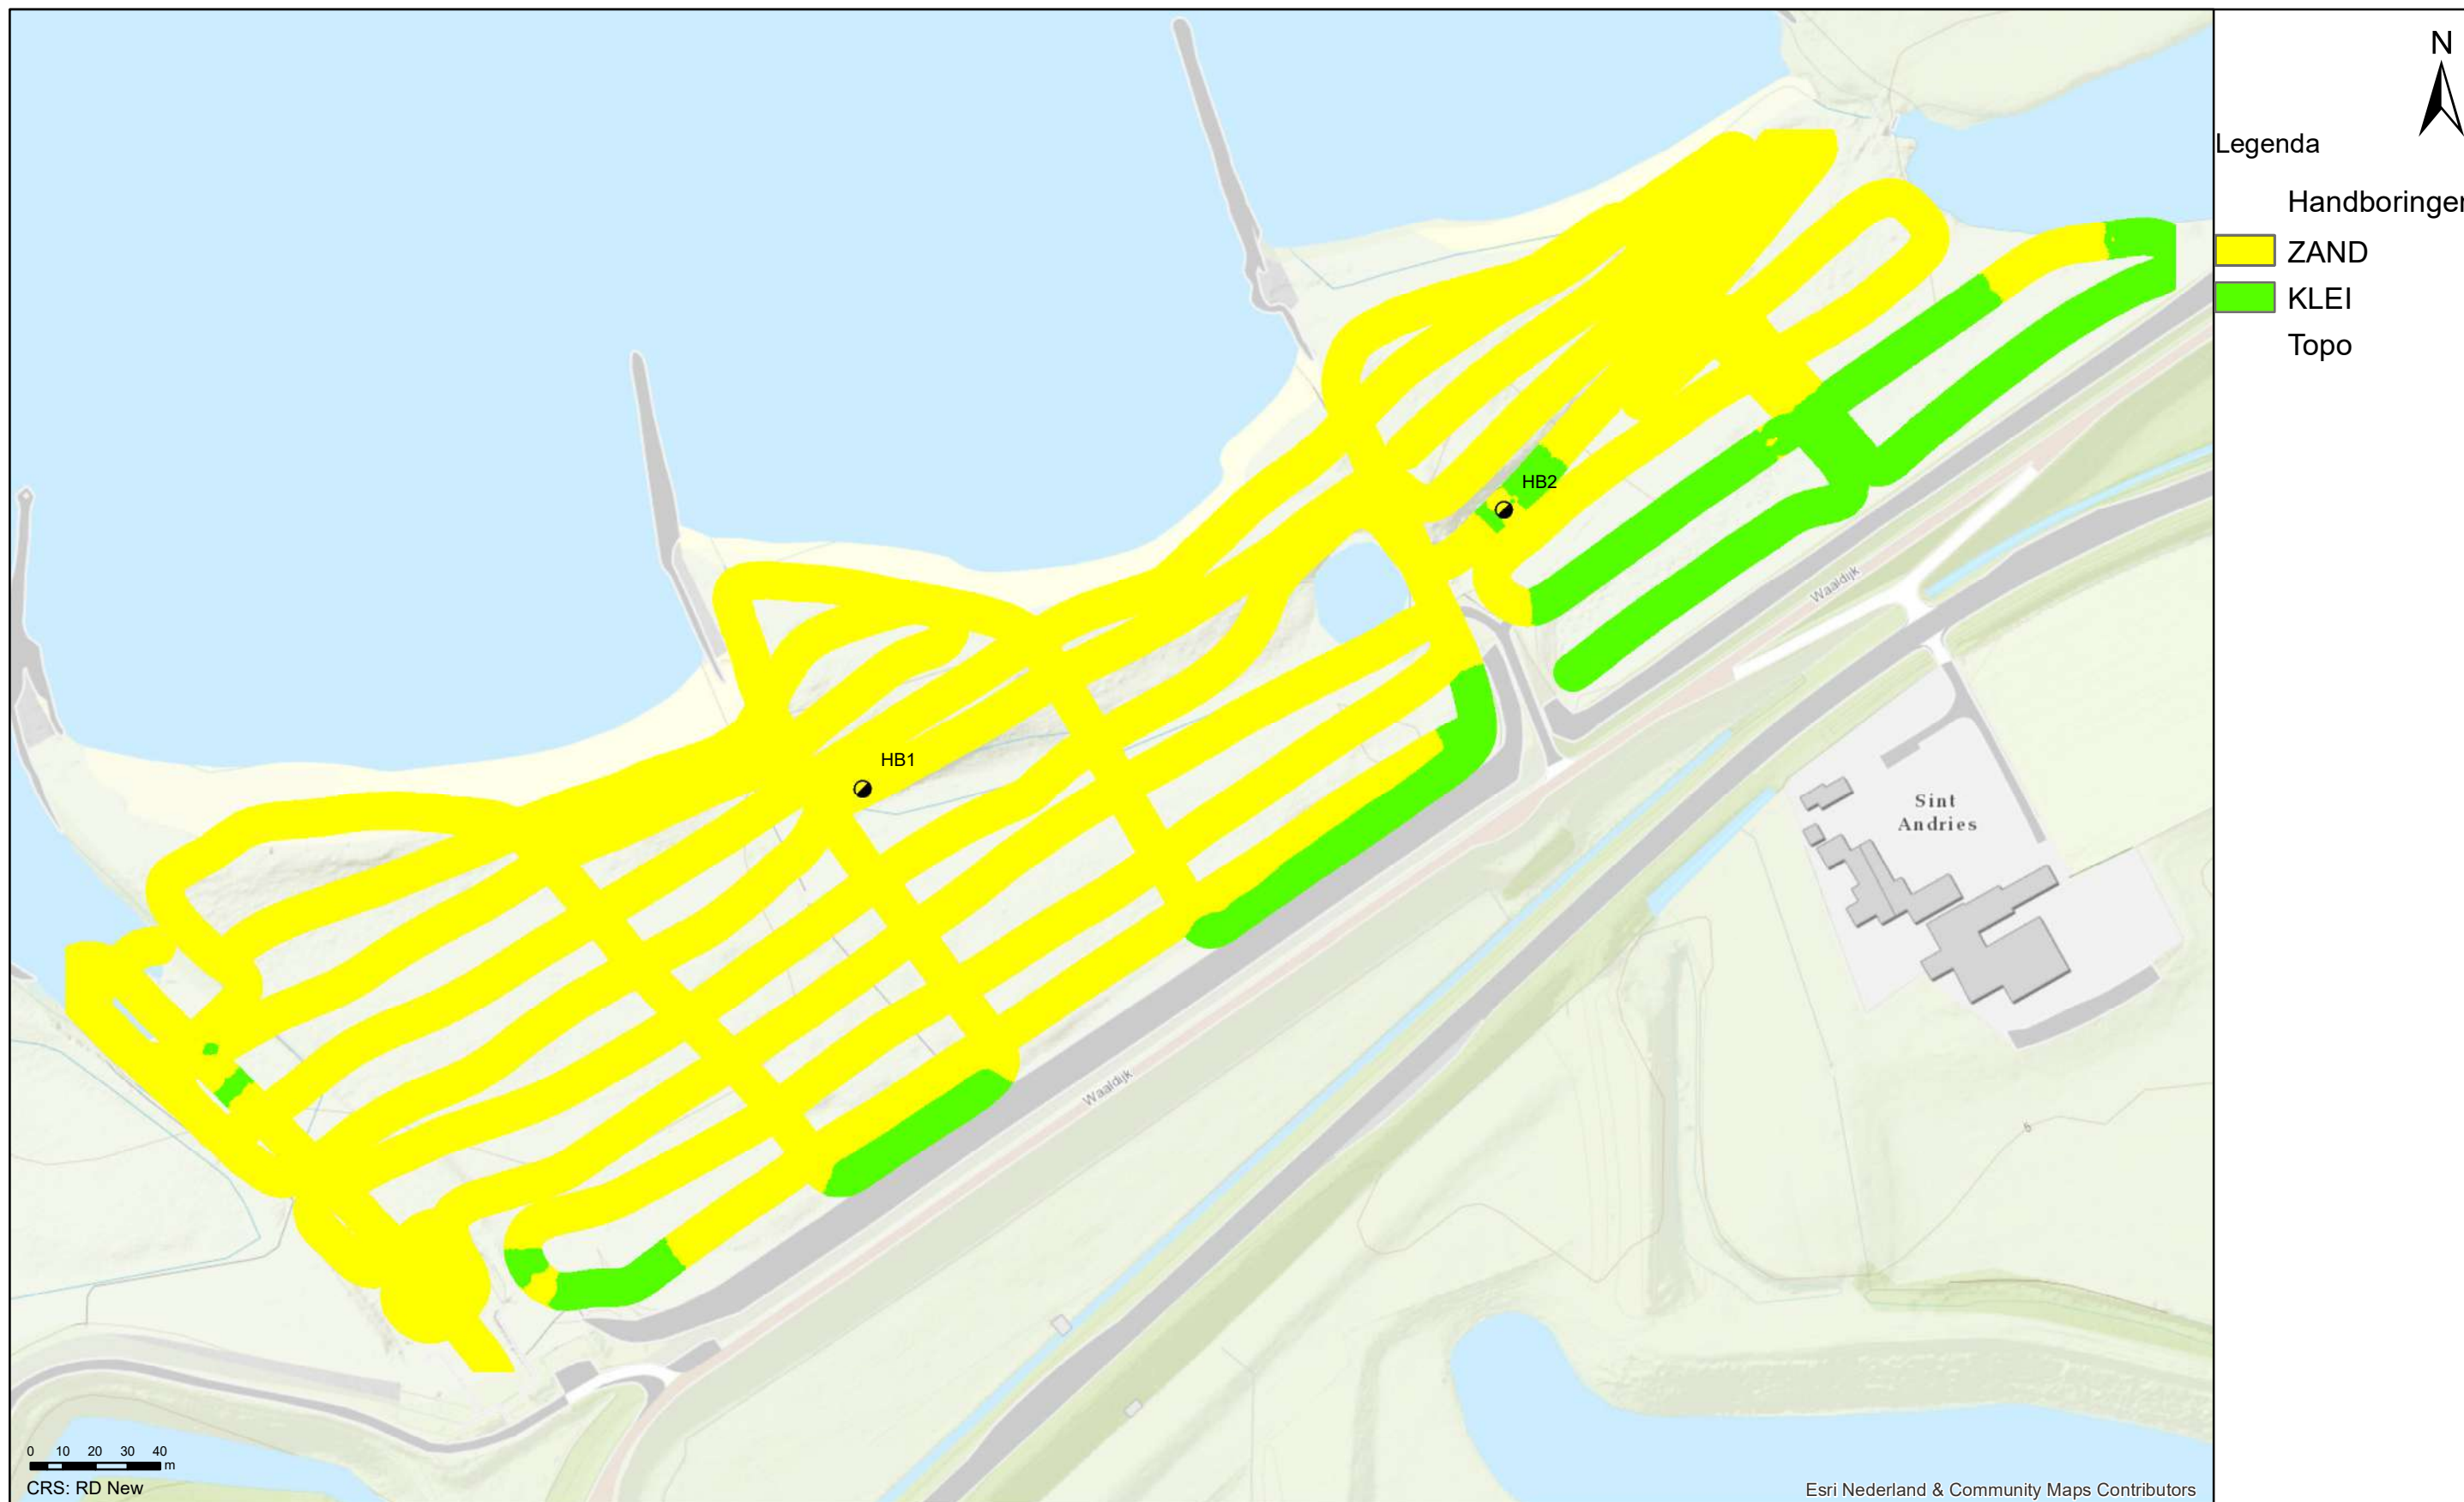 N
Legenda
Handboringen
ZAND
KLEI
Topo
HB2
Waaldijk
HB1
Sint
Andries
Waaldijk
5
0 10 20 30 40
m
CRS: RD New
Esri Nederland & Community Maps Contributors